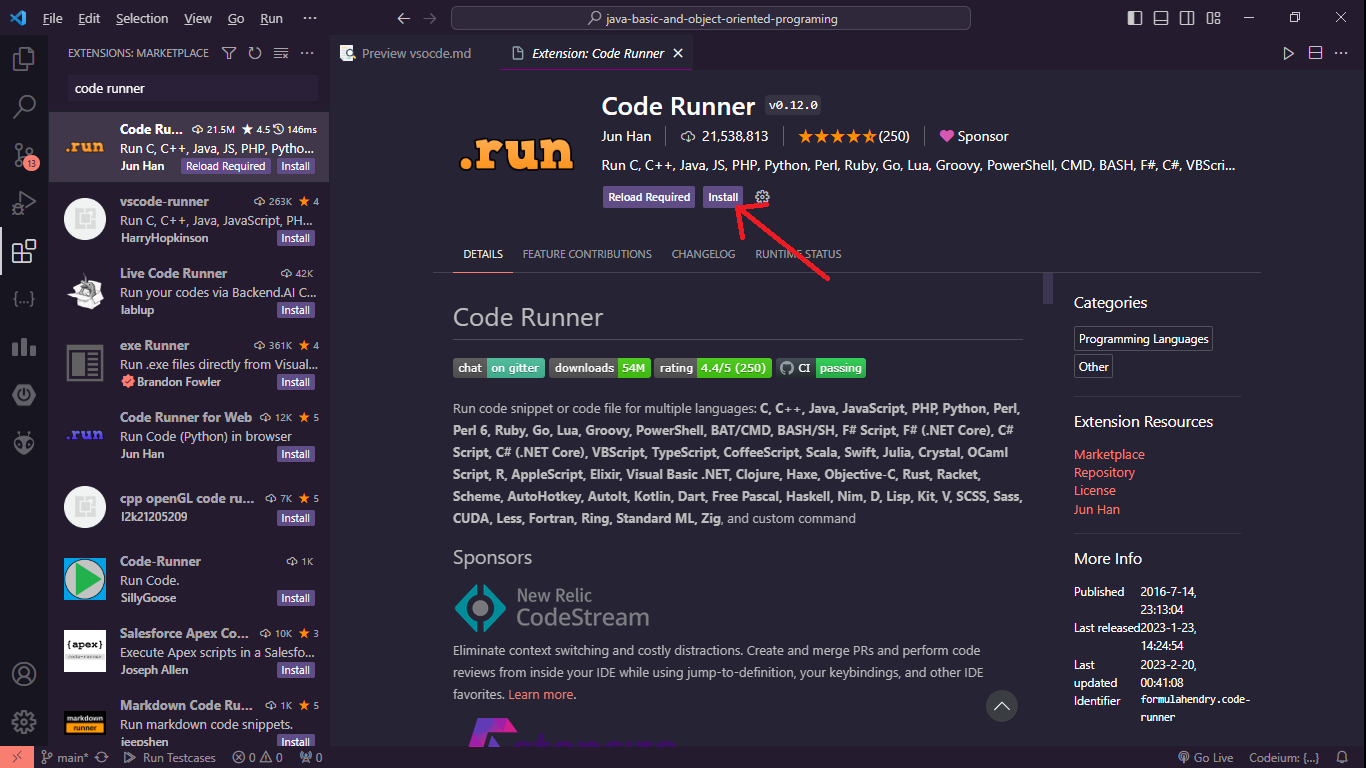 File Edit Selection View Go Run ···
java-basic-and-object-oriented-programing
EXTENSIONS: MARKETPLACE
code runner
Code Ru... 21.5M 4.5 146ms
Run C, C++, Java, JS, PHP, Pytho...
Jun Han Reload Required Install
vscode-runner 263K 4
Run C, C++, Java, JavaScript, PH...
HarryHopkinson Install
Live Code Runner 42K
Run your codes via Backend.AI C...
lablup Install
exe Runner 361K 4
Run .exe files directly from Visual...
Brandon Fowler Install
Code Runner for Web 12K 5
Run Code (Python) in browser
Jun Han Install
cpp openGL code ru... 7K 5
l2k21205209
Install
Code-Runner 1K
Run Code.
SillyGoose Install
Salesforce Apex Co... 10K 3
Execute Apex scripts in a Salesfo...
Joseph Allen Install
Markdown Code Ru... 1K 5
Run markdown code snippets.
jeepshen Install
13
.run
.run
{apex}
code-runner
markdown
runner
Preview vsocde.md
Extension: Code Runner
.run
Code Runner v0.12.0
Jun Han 21,538,813 (250) Sponsor
Run C, C++, Java, JS, PHP, Python, Perl, Ruby, Go, Lua, Groovy, PowerShell, CMD, BASH, F#, C#, VBScri...
Reload Required Install
DETAILS FEATURE CONTRIBUTIONS CHANGELOG RUNTIME STATUS
Code Runner
chat on gitter downloads 54M rating 4.4/5 (250) CI passing
Run code snippet or code file for multiple languages: C, C++, Java, JavaScript, PHP, Python, Perl,
Perl 6, Ruby, Go, Lua, Groovy, PowerShell, BAT/CMD, BASH/SH, F# Script, F# (.NET Core), C#
Script, C# (.NET Core), VBScript, TypeScript, CoffeeScript, Scala, Swift, Julia, Crystal, OCaml
Script, R, AppleScript, Elixir, Visual Basic .NET, Clojure, Haxe, Objective-C, Rust, Racket,
Scheme, AutoHotkey, AutoIt, Kotlin, Dart, Free Pascal, Haskell, Nim, D, Lisp, Kit, V, SCSS, Sass,
CUDA, Less, Fortran, Ring, Standard ML, Zig, and custom command
Sponsors
New Relic
CodeStream
Eliminate context switching and costly distractions. Create and merge PRs and perform code
reviews from inside your IDE while using jump-to-definition, your keybindings, and other IDE
favorites. Learn more.
Categories
Programming Languages
Other
Extension Resources
Marketplace
Repository
License
Jun Han
More Info
Published 2016-7-14,
23:13:04
Last released 2023-1-23,
14:24:54
Last 2023-2-20,
updated 00:41:08
Identifier formulahendry.code-
runner
main* Run Testcases 0 0 0
Go Live Codeium: {...}